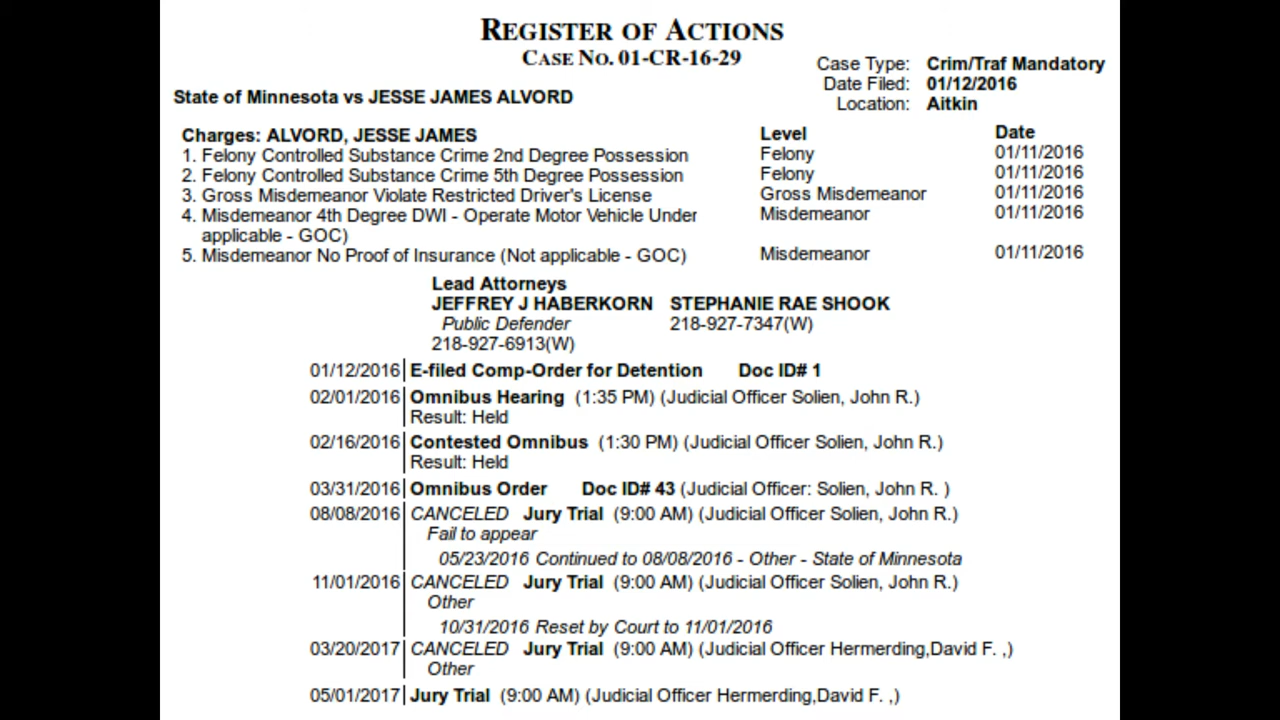 REGISTER OF ACTIONS
CASE NO. 01-CR-16-29
Case Type: Crim/Traf Mandatory
Date Filed: 01/12/2016
Location: Aitkin
State of Minnesota vs JESSE JAMES ALVORD
Charges: ALVORD, JESSE JAMES Level Date
1. Felony Controlled Substance Crime 2nd Degree Possession Felony 01/11/2016
2. Felony Controlled Substance Crime 5th Degree Possession Felony 01/11/2016
3. Gross Misdemeanor Violate Restricted Driver's License Gross Misdemeanor 01/11/2016
4. Misdemeanor 4th Degree DWI - Operate Motor Vehicle Under Misdemeanor 01/11/2016
applicable - GOC)
5. Misdemeanor No Proof of Insurance (Not applicable - GOC) Misdemeanor 01/11/2016
Lead Attorneys
JEFFREY J HABERKORN STEPHANIE RAE SHOOK
Public Defender 218-927-7347(W)
218-927-6913(W)
01/12/2016 E-filed Comp-Order for Detention Doc ID# 1
02/01/2016 Omnibus Hearing (1:35 PM) (Judicial Officer Solien, John R.)
Result: Held
02/16/2016 Contested Omnibus (1:30 PM) (Judicial Officer Solien, John R.)
Result: Held
03/31/2016 Omnibus Order Doc ID# 43 (Judicial Officer: Solien, John R. )
08/08/2016 CANCELED Jury Trial (9:00 AM) (Judicial Officer Solien, John R.)
Fail to appear
05/23/2016 Continued to 08/08/2016 - Other - State of Minnesota
11/01/2016 CANCELED Jury Trial (9:00 AM) (Judicial Officer Solien, John R.)
Other
10/31/2016 Reset by Court to 11/01/2016
03/20/2017 CANCELED Jury Trial (9:00 AM) (Judicial Officer Hermerding,David F. ,)
Other
05/01/2017 Jury Trial (9:00 AM) (Judicial Officer Hermerding,David F. ,)